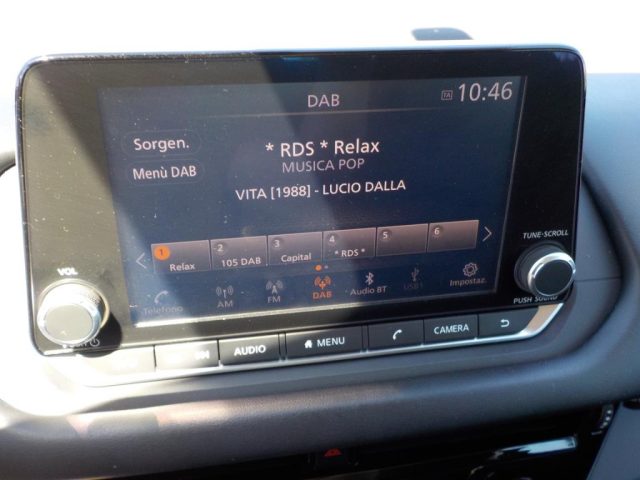 DAB
TA 10:46
Sorgen.
* RDS * Relax
Menù DAB
MUSICA POP
VITA [1988] - LUCIO DALLA
TUNE•SCROLL
1 2 3 4 5 6
Relax 105 DAB Capital * RDS *
VOL
Telefono AM FM DAB Audio BT USB1 Impostaz.
PUSH SOUND
AUDIO MENU CAMERA